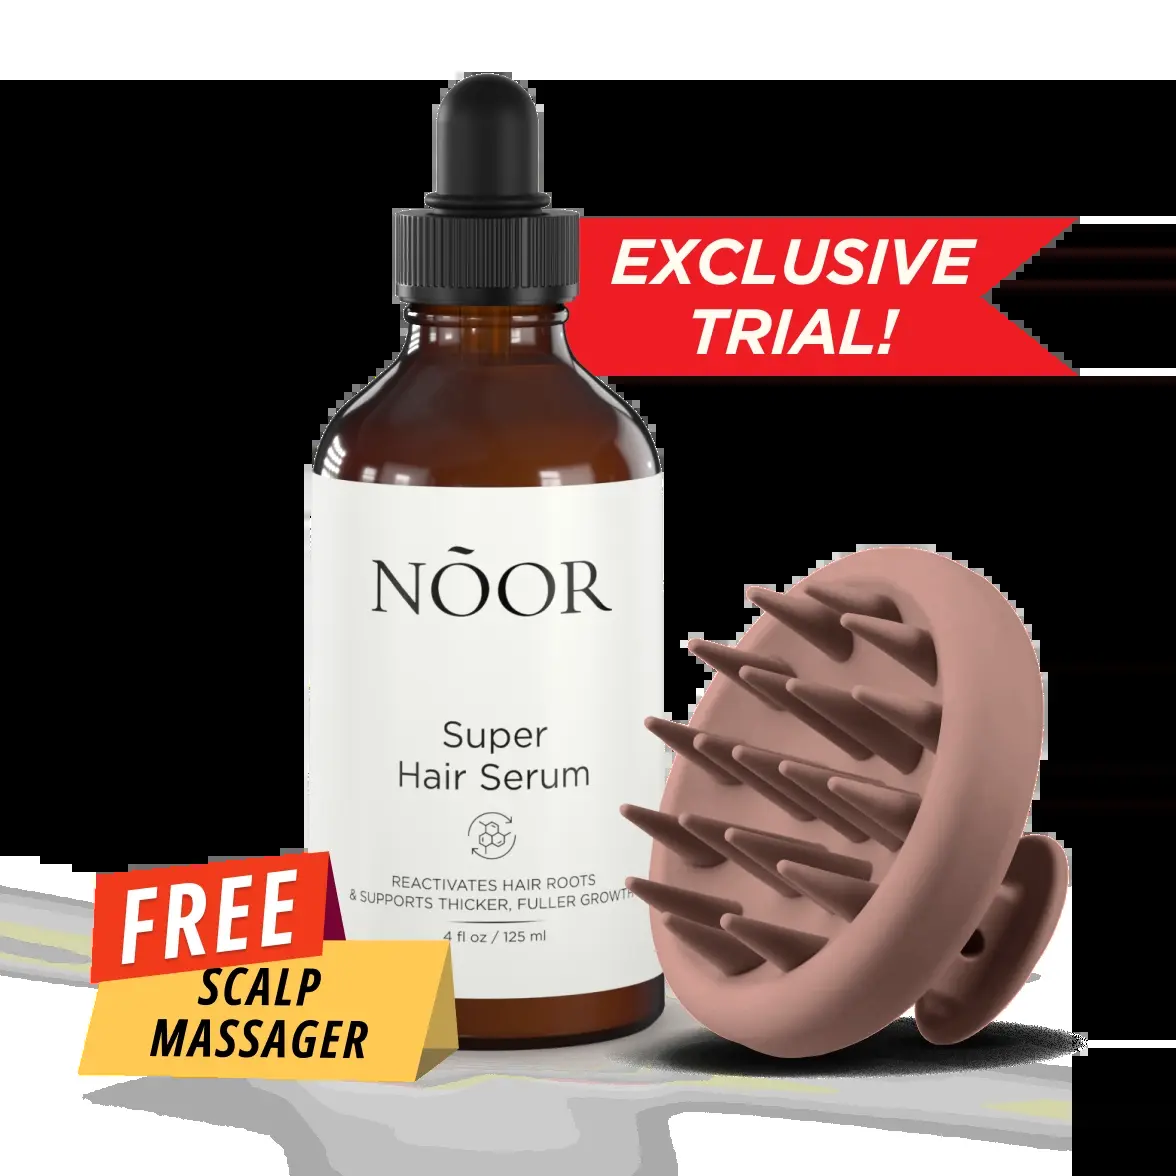 EXCLUSIVE
TRIAL!
NÕOR
Super
Hair Serum
REACTIVATES HAIR ROOTS
& SUPPORTS THICKER, FULLER GROWTH
4 fl oz / 125 ml
FREE
SCALP
MASSAGER